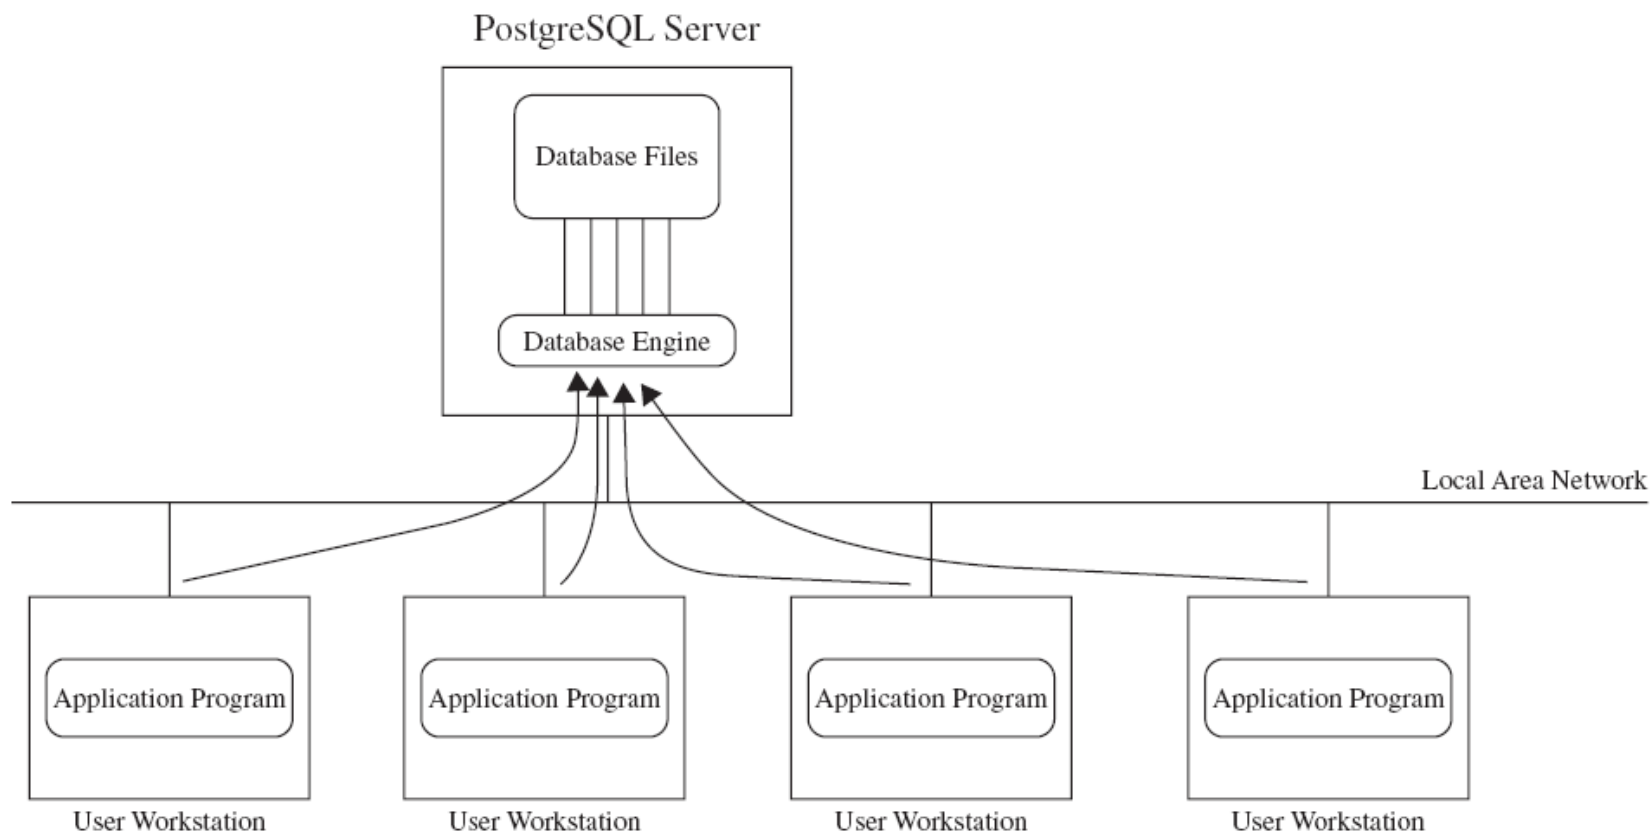 PostgreSQL Server
Database Files
Database Engine
Local Area Network
Application Program
Application Program
Application Program
Application Program
User Workstation
User Workstation
User Workstation
User Workstation